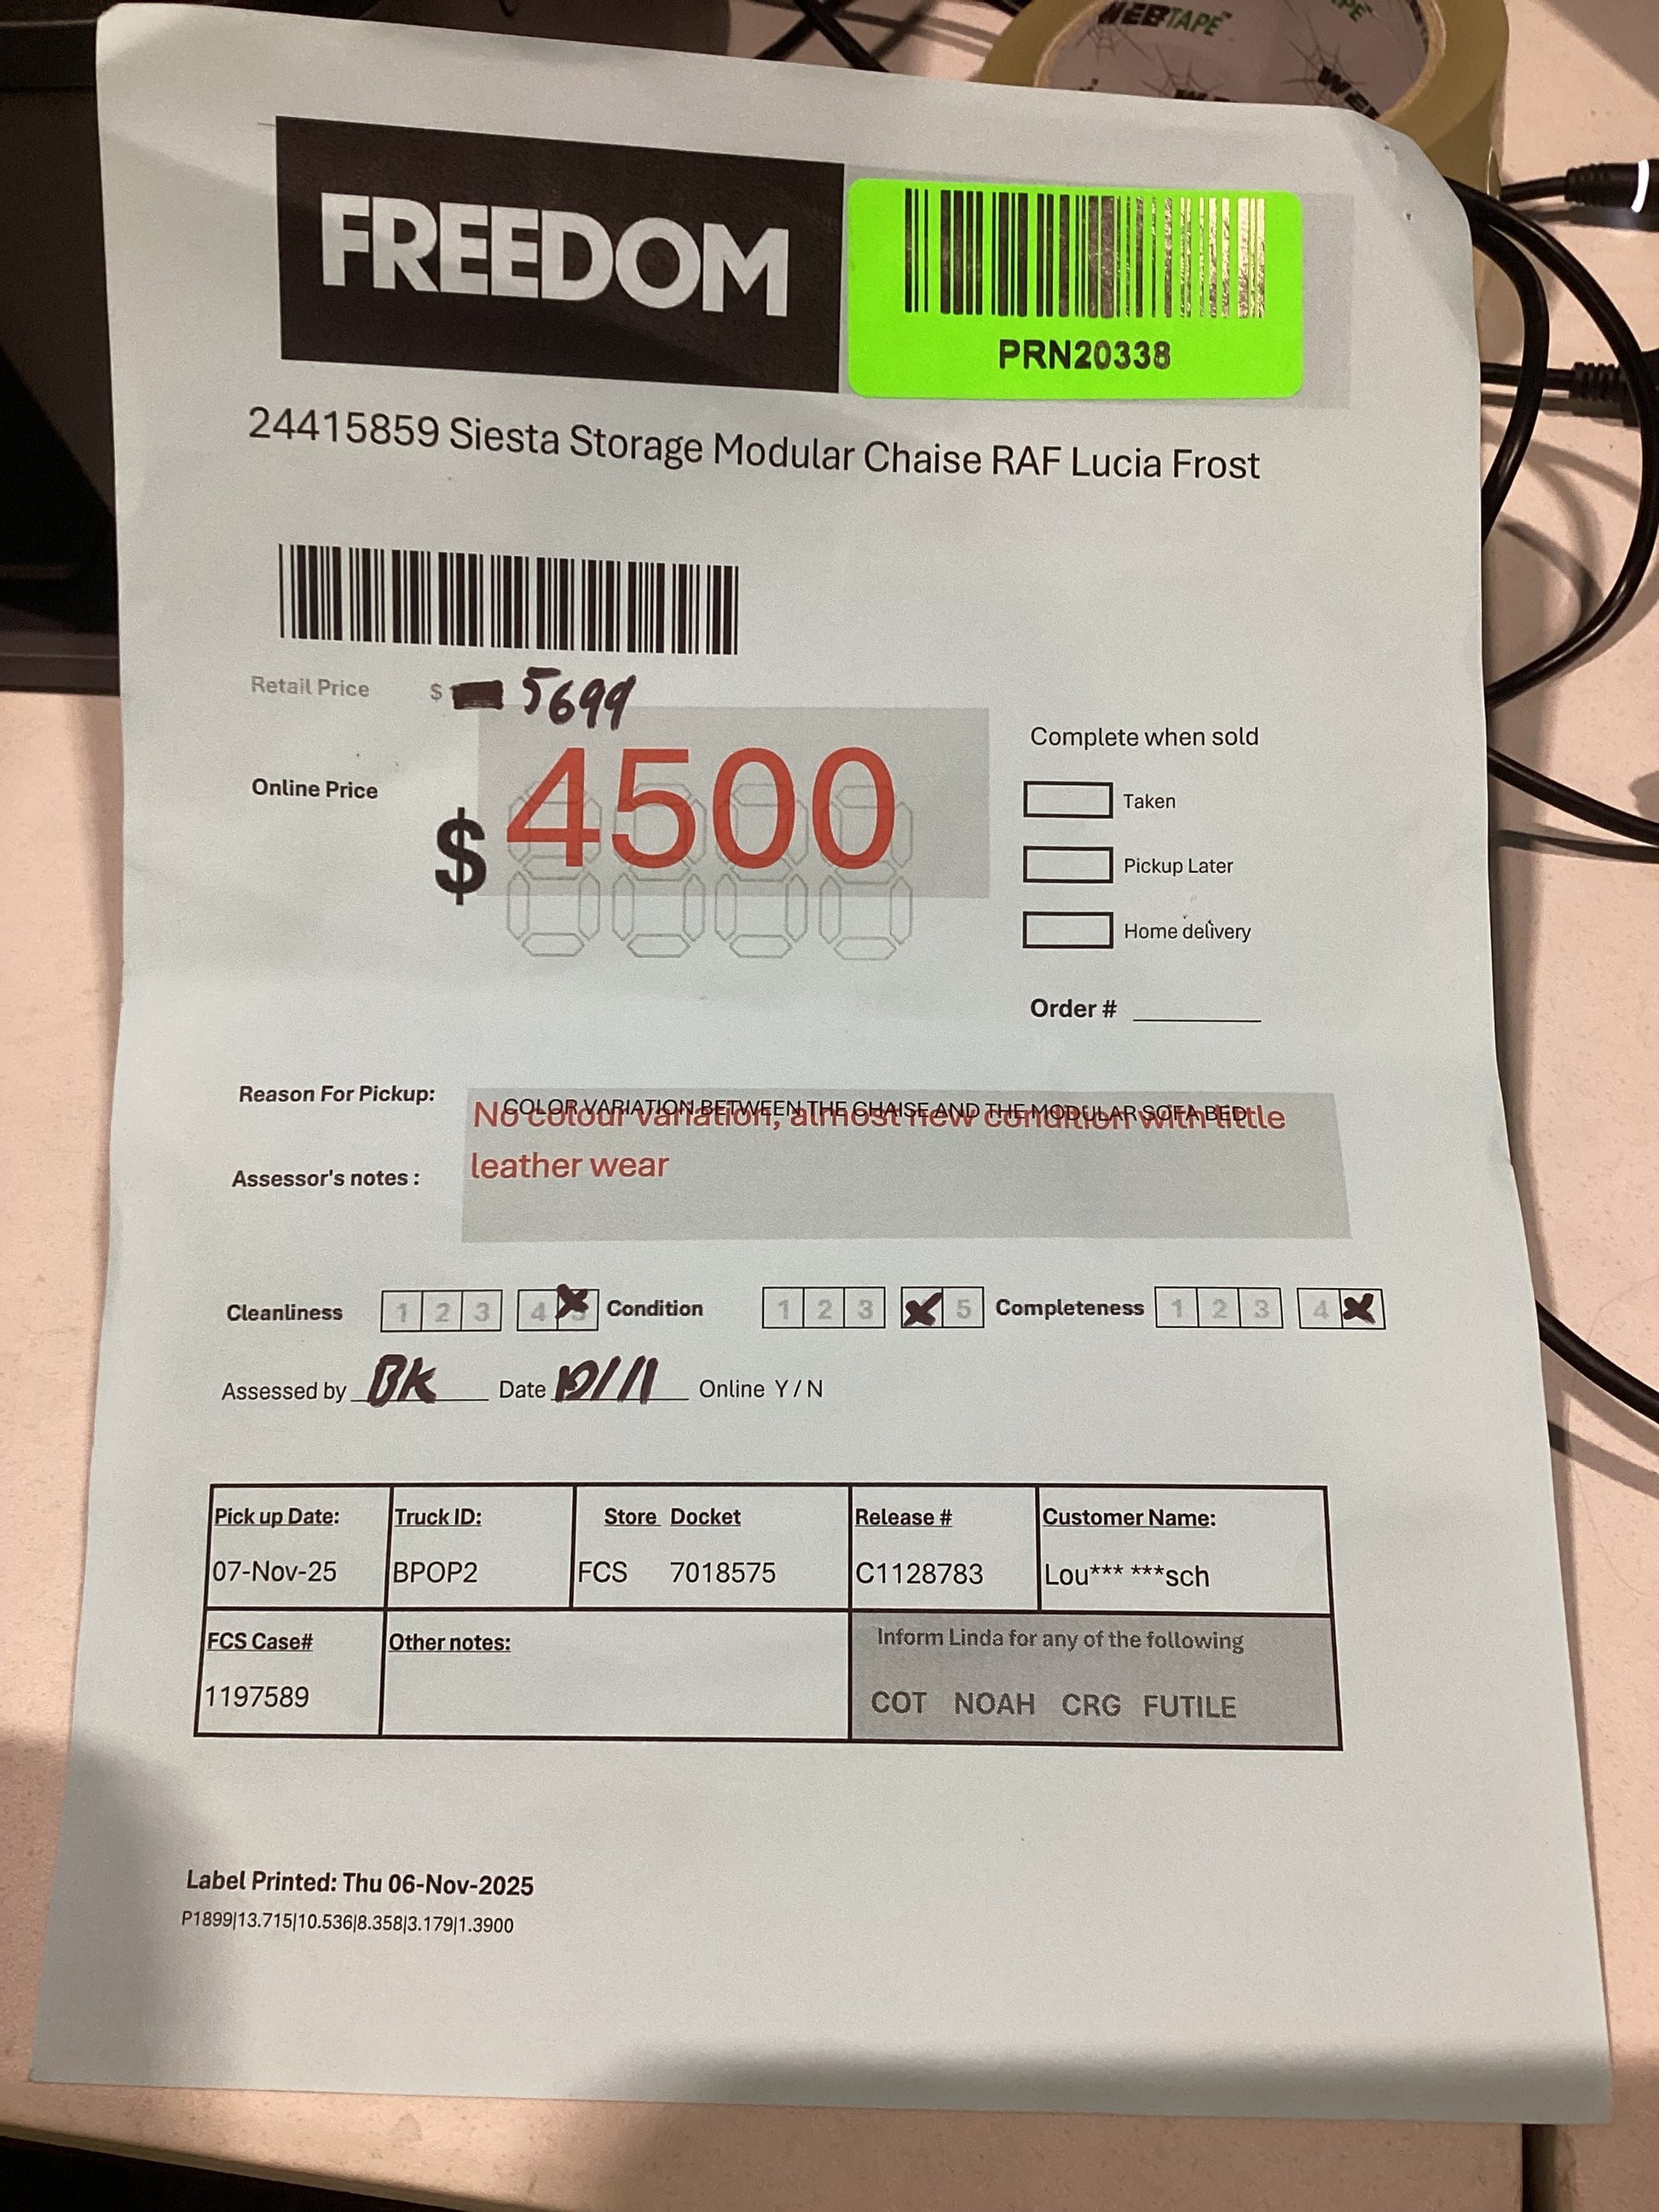 WEBTAPE™
FREEDOM
PRN20338
24415859 Siesta Storage Modular Chaise RAF Lucia Frost
Retail Price $ 5699
Online Price $ 4500
Complete when sold
Taken
Pickup Later
Home delivery
Order #
Reason For Pickup:
COLOR VARIATION BETWEEN THE CHAISE AND THE MODULAR SOFA BED
No colour variation, almost new condition with little
leather wear
Assessor's notes :
Cleanliness 1 2 3 4 5 Condition 1 2 3 5 Completeness 1 2 3 4
Assessed by BK Date 10/11 Online Y / N
Pick up Date: Truck ID: Store Docket Release # Customer Name:
07-Nov-25 BPOP2 FCS 7018575 C1128783 Lou*** ***sch
FCS Case# Other notes: Inform Linda for any of the following
1197589 COT NOAH CRG FUTILE
Label Printed: Thu 06-Nov-2025
P1899|13.715|10.536|8.358|3.179|1.3900